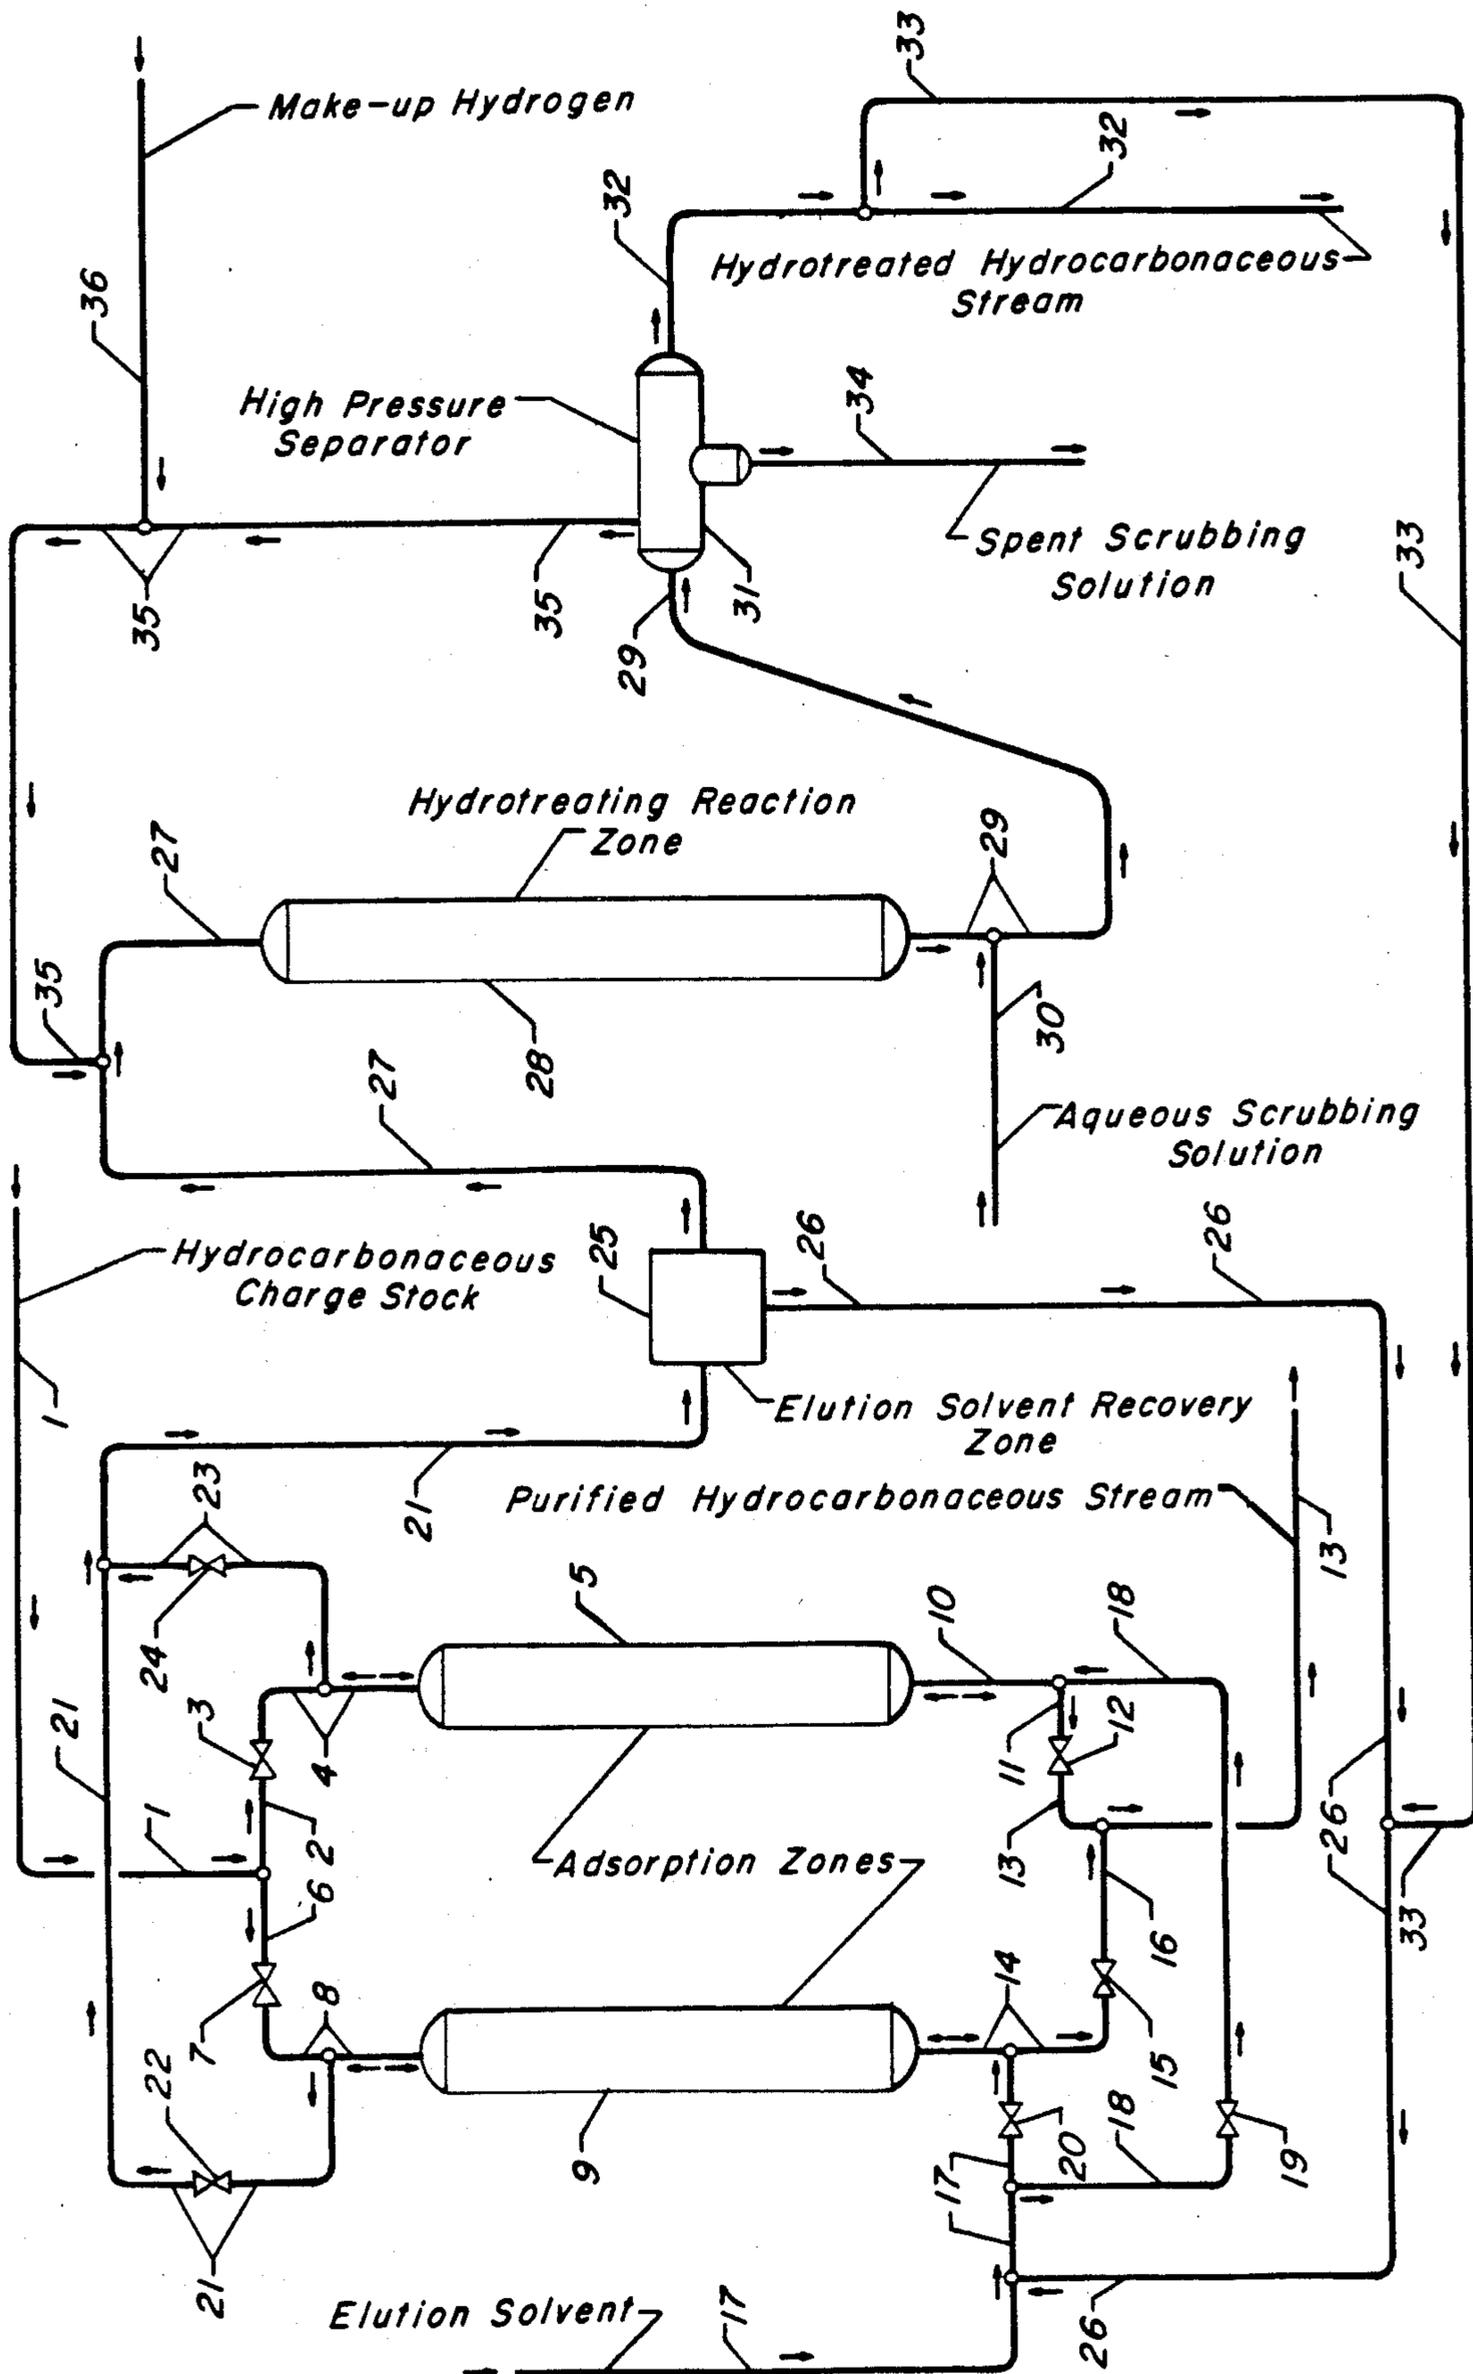 33
Make-up Hydrogen
32
32
36
Hydrotreated Hydrocarbonaceous
Stream
High Pressure
Separator
34
Spent Scrubbing
Solution
33
35
35
31
29
Hydrotreating Reaction
Zone
27
29
35
28
30
27
Aqueous Scrubbing
Solution
Hydrocarbonaceous
Charge Stock
25
26
26
1
Elution Solvent Recovery
Zone
21
23
Purified Hydrocarbonaceous Stream
13
5
10
18
24
3
4
11
12
21
1
2
6
Adsorption Zones
13
26
33
7
8
14
16
15
22
9
20
18
19
17
21
Elution Solvent
17
26